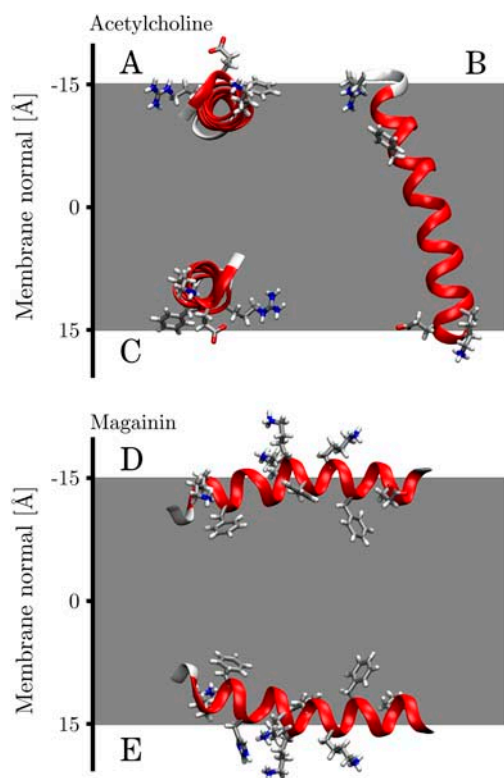 Acetylcholine
A
B
-15
0
15
Membrane normal [Å]
C
Magainin
D
-15
0
15
Membrane normal [Å]
E